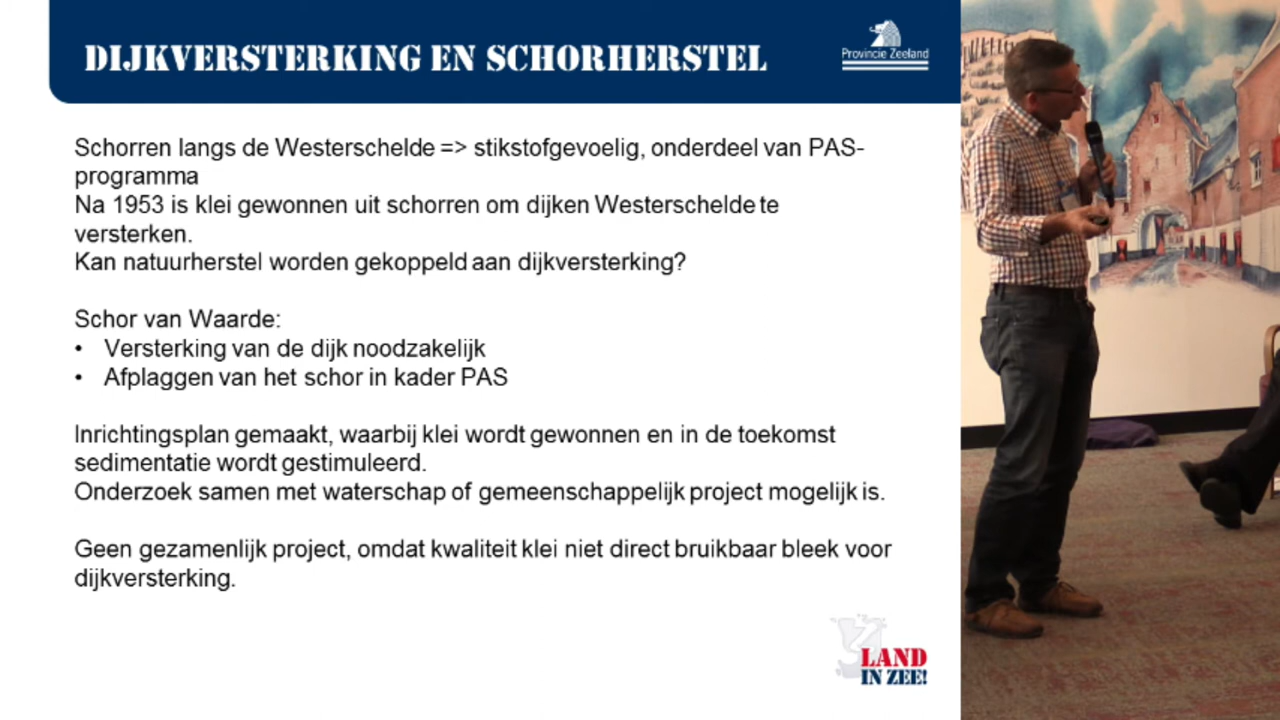 DIJKVERSTERKING EN SCHORHERSTEL
Provincie Zeeland
Schorren langs de Westerschelde => stikstofgevoelig, onderdeel van PAS-
programma
Na 1953 is klei gewonnen uit schorren om dijken Westerschelde te
versterken.
Kan natuurherstel worden gekoppeld aan dijkversterking?
Schor van Waarde:
• Versterking van de dijk noodzakelijk
• Afplaggen van het schor in kader PAS
Inrichtingsplan gemaakt, waarbij klei wordt gewonnen en in de toekomst
sedimentatie wordt gestimuleerd.
Onderzoek samen met waterschap of gemeenschappelijk project mogelijk is.
Geen gezamenlijk project, omdat kwaliteit klei niet direct bruikbaar bleek voor
dijkversterking.
LAND
IN ZEE!